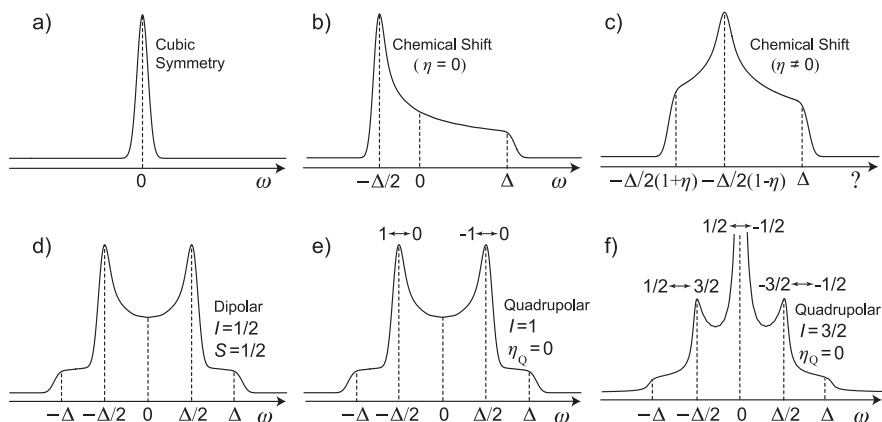 a)
Cubic
Symmetry
0
ω
b)
Chemical Shift
( η = 0)
−Δ/2
0
Δ
ω
c)
Chemical Shift
(η ≠ 0)
−Δ/2(1+η)
−Δ/2(1-η)
Δ
?
d)
Dipolar
I=1/2
S=1/2
−Δ
−Δ/2
0
Δ/2
Δ
ω
e)
1↔0
-1↔0
Quadrupolar
I=1
ηQ=0
−Δ
−Δ/2
0
Δ/2
Δ
ω
f)
1/2↔-1/2
1/2↔3/2
-3/2↔-1/2
Quadrupolar
I=3/2
ηQ=0
−Δ
−Δ/2
0
Δ/2
Δ
ω